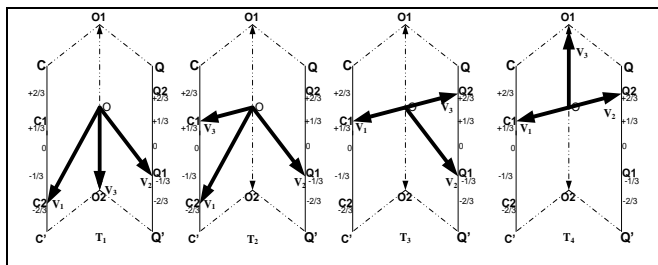 O1 O1 O1 O1
C Q C Q C Q C Q
+2/3 Q2 +2/3 Q2 +2/3 Q2 +2/3 Q2
+2/3 +2/3 V3 +2/3 V3 +2/3
O O O O
C1 +1/3 C1 +1/3 C1 +1/3 C1 +1/3
+1/3 +1/3 V3 +1/3 V1 +1/3 V1 V2
0 0 0 0 0 0 0 0
-1/3 Q1 -1/3 Q1 -1/3 Q1 -1/3 Q1
V2 -1/3 V2 -1/3 V2 -1/3 -1/3
C2 V1 O2 V3 -2/3 C2 V1 O2 -2/3 C2 O2 -2/3 C2 O2 -2/3
-2/3 -2/3 -2/3 -2/3
C' T1 Q' C' T2 Q' C' T3 Q' C' T4 Q'